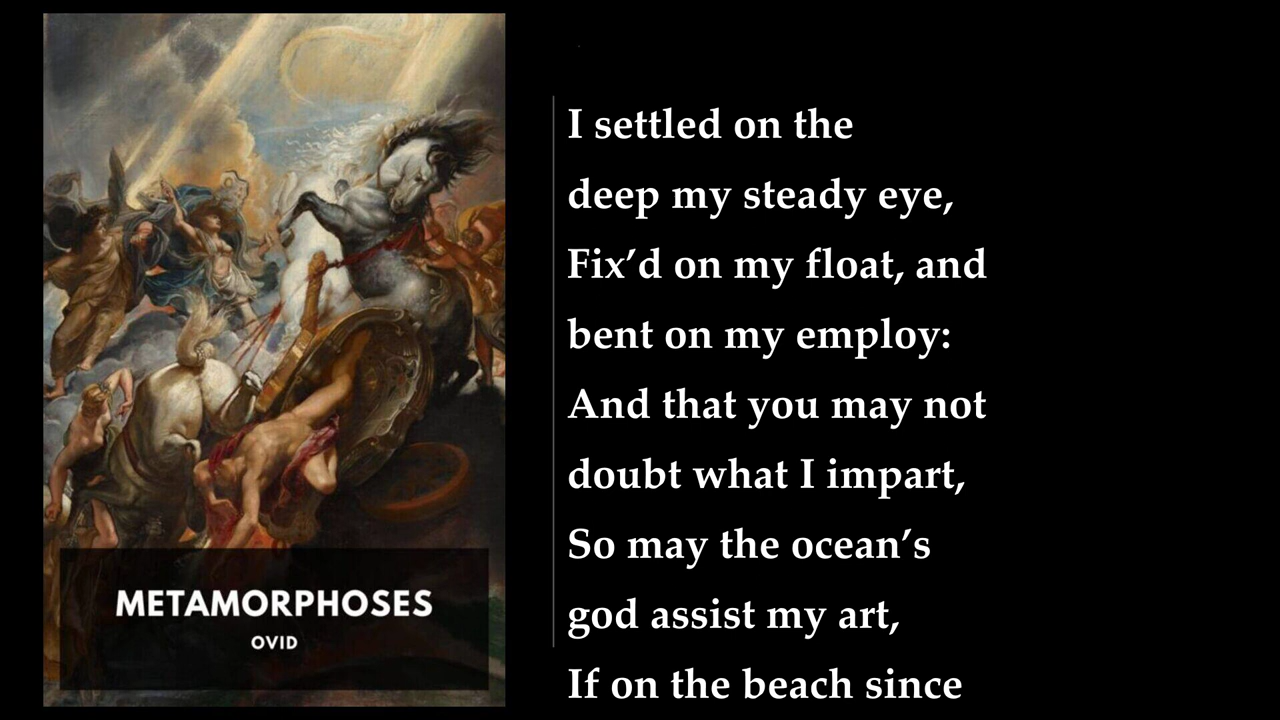 METAMORPHOSES
OVID
I settled on the
deep my steady eye,
Fix’d on my float, and
bent on my employ:
And that you may not
doubt what I impart,
So may the ocean’s
god assist my art,
If on the beach since